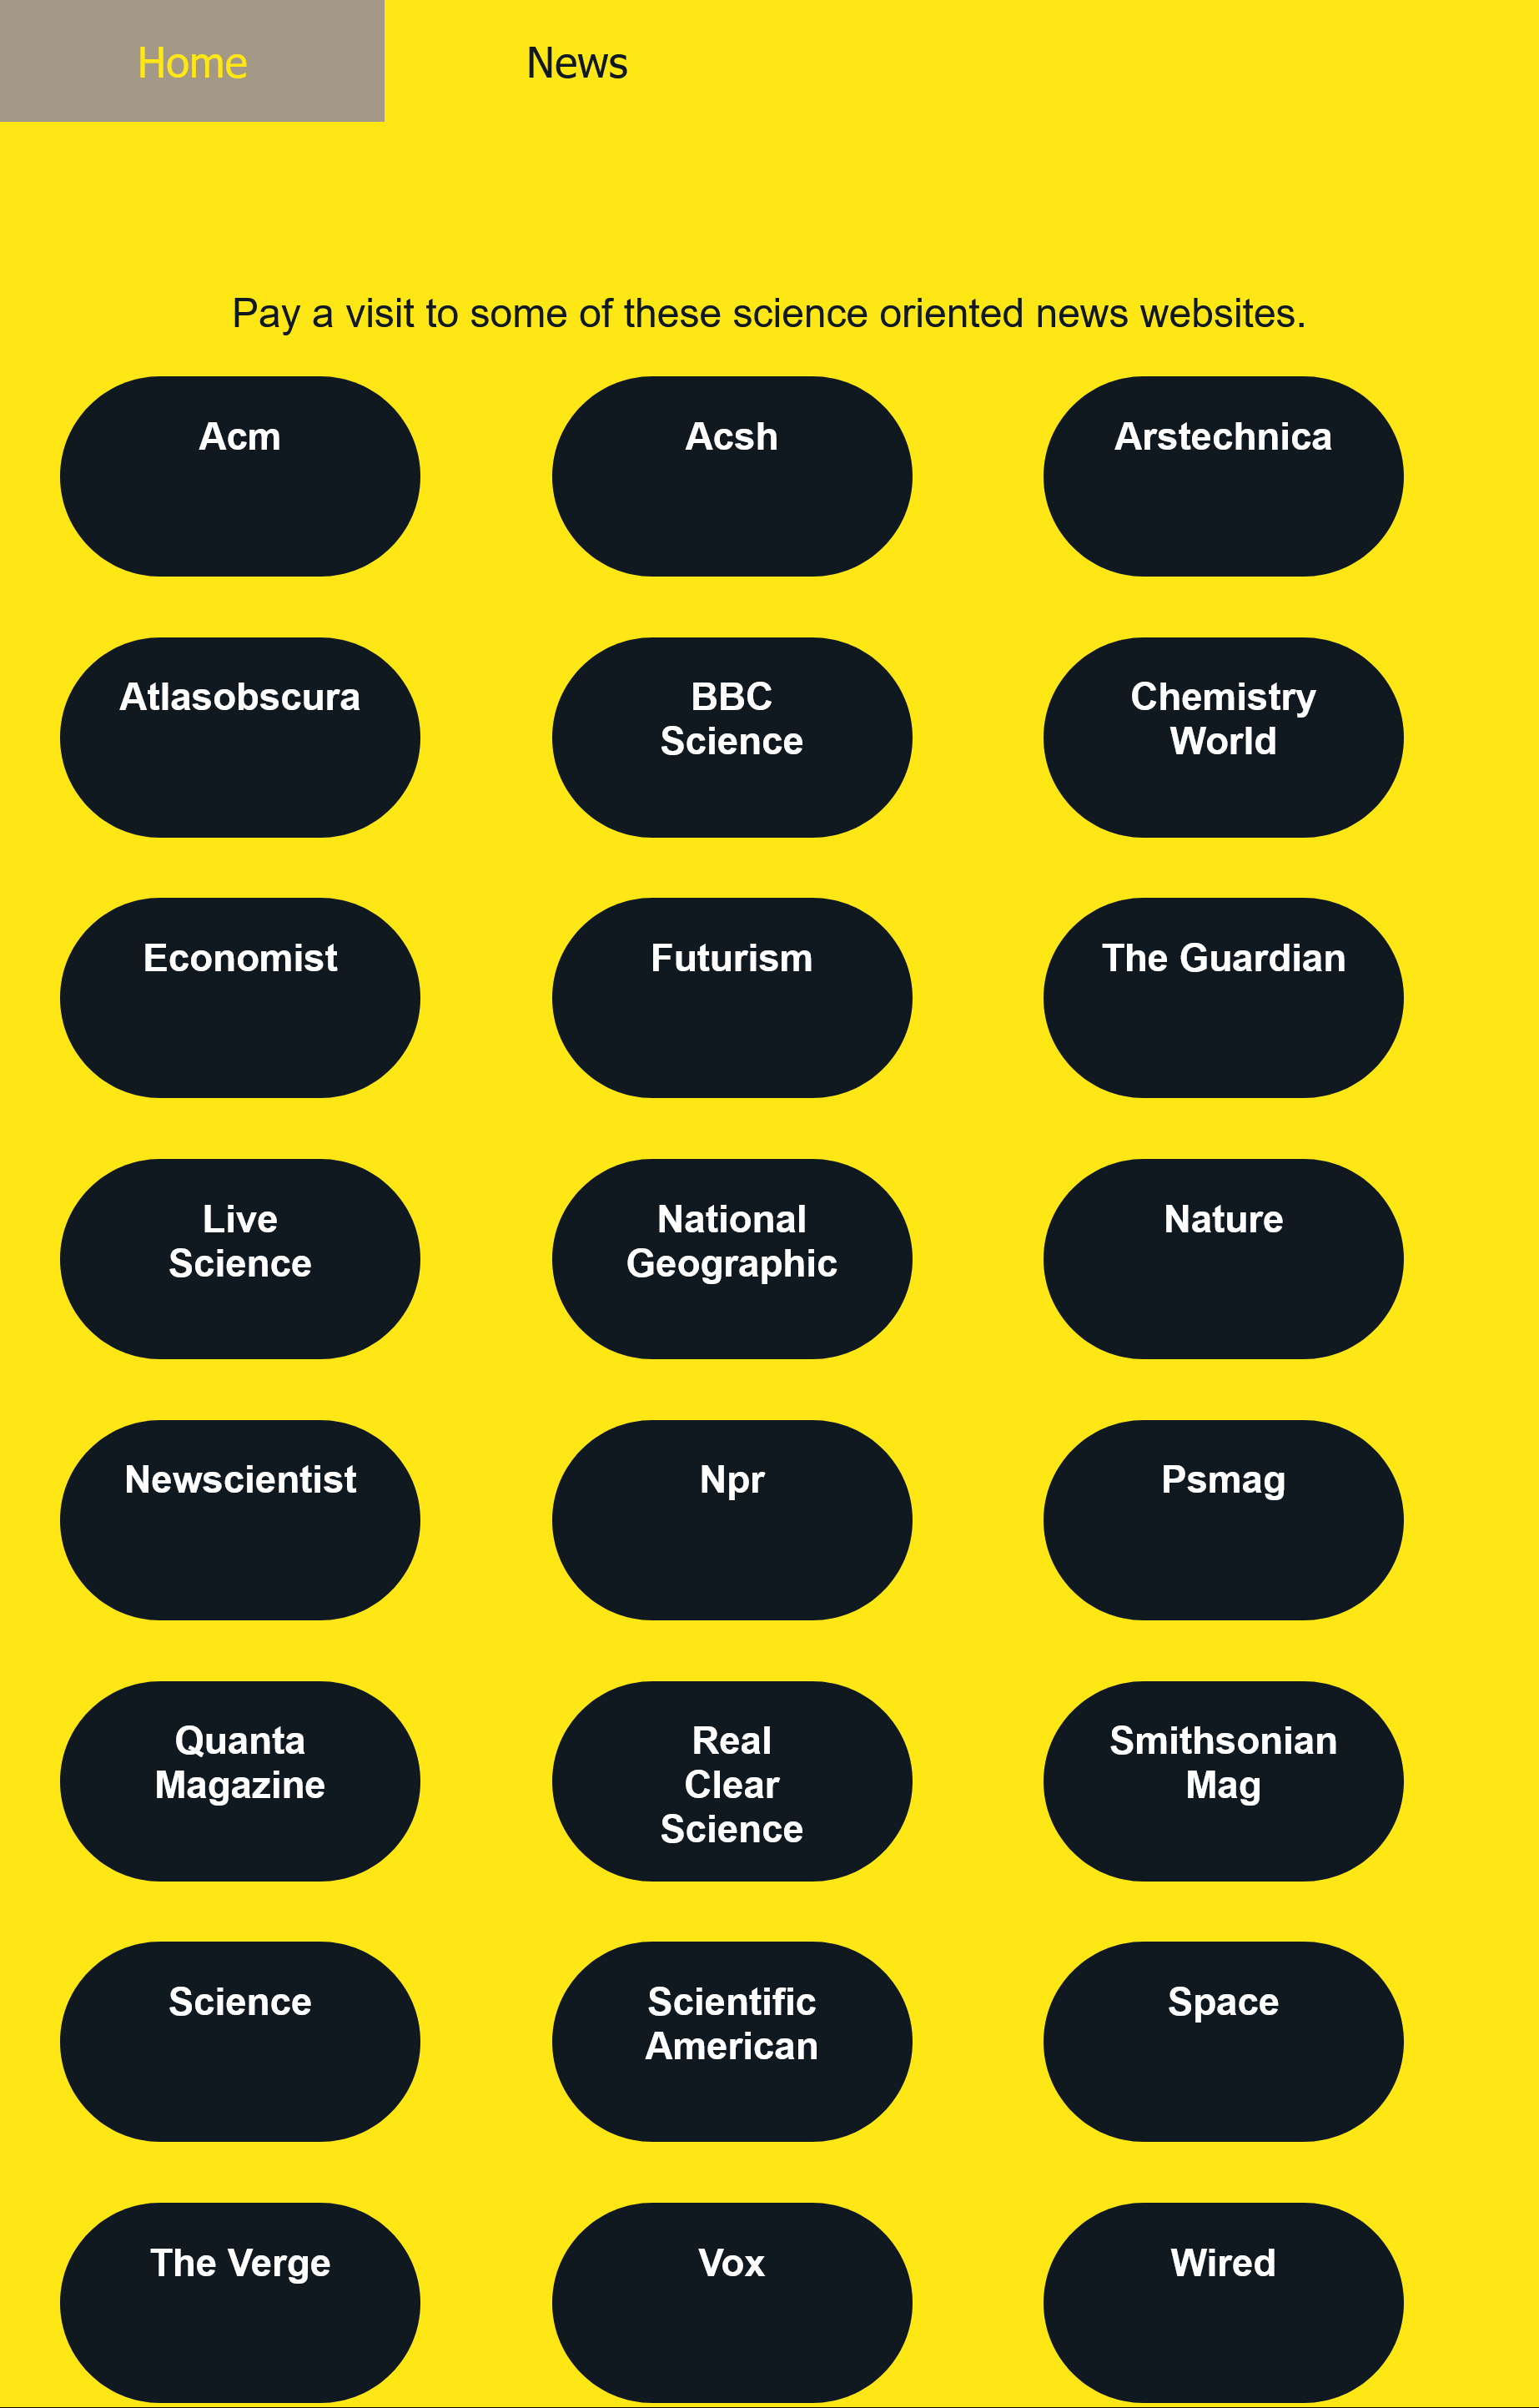 Home
News
Pay a visit to some of these science oriented news websites.
Acm
Acsh
Arstechnica
Atlasobscura
BBC
Science
Chemistry
World
Economist
Futurism
The Guardian
Live
Science
National
Geographic
Nature
Newscientist
Npr
Psmag
Quanta
Magazine
Real
Clear
Science
Smithsonian
Mag
Science
Scientific
American
Space
The Verge
Vox
Wired